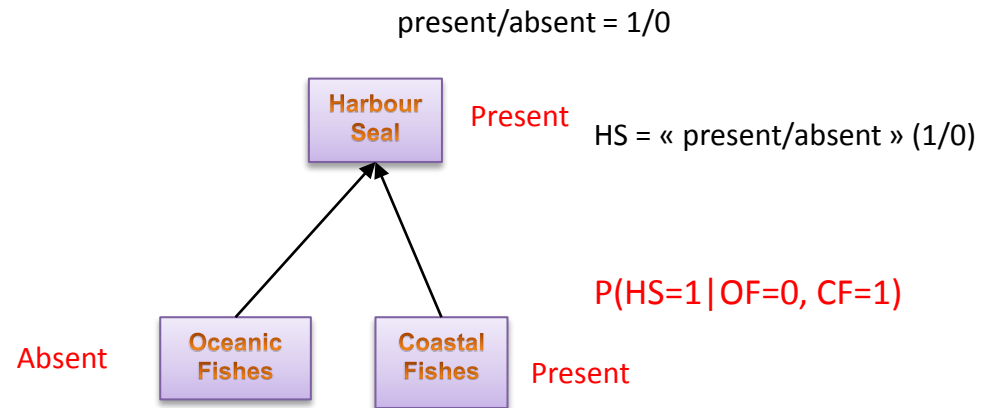 present/absent = 1/0
Harbour
Seal
Present
HS = « present/absent » (1/0)
P(HS=1|OF=0, CF=1)
Absent
Oceanic
Fishes
Coastal
Fishes
Present